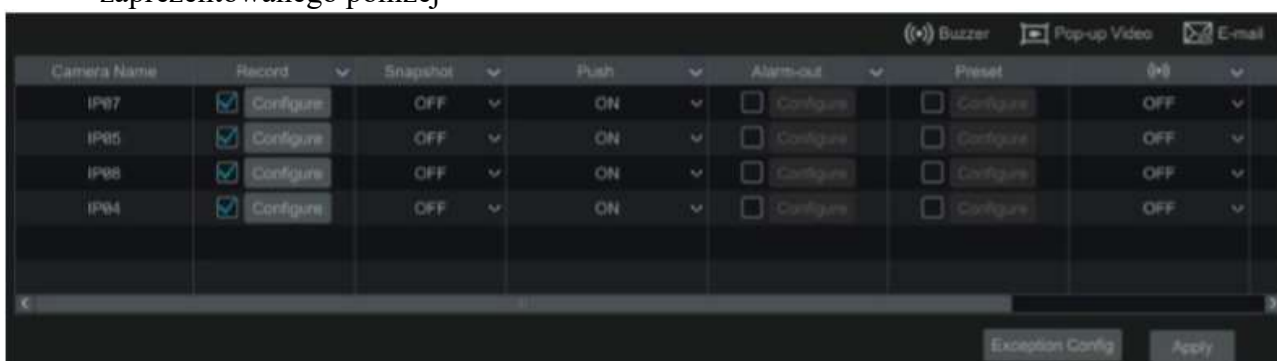 zaprezentowanego poniżej
((•)) Buzzer Pop-up Video E-mail
Camera Name Record Snapshot Push Alarm-out Preset ((•))
IP07 Configure OFF ON Configure Configure OFF
IP05 Configure OFF ON Configure Configure OFF
IP08 Configure OFF ON Configure Configure OFF
IP04 Configure OFF ON Configure Configure OFF
Exception Config Apply